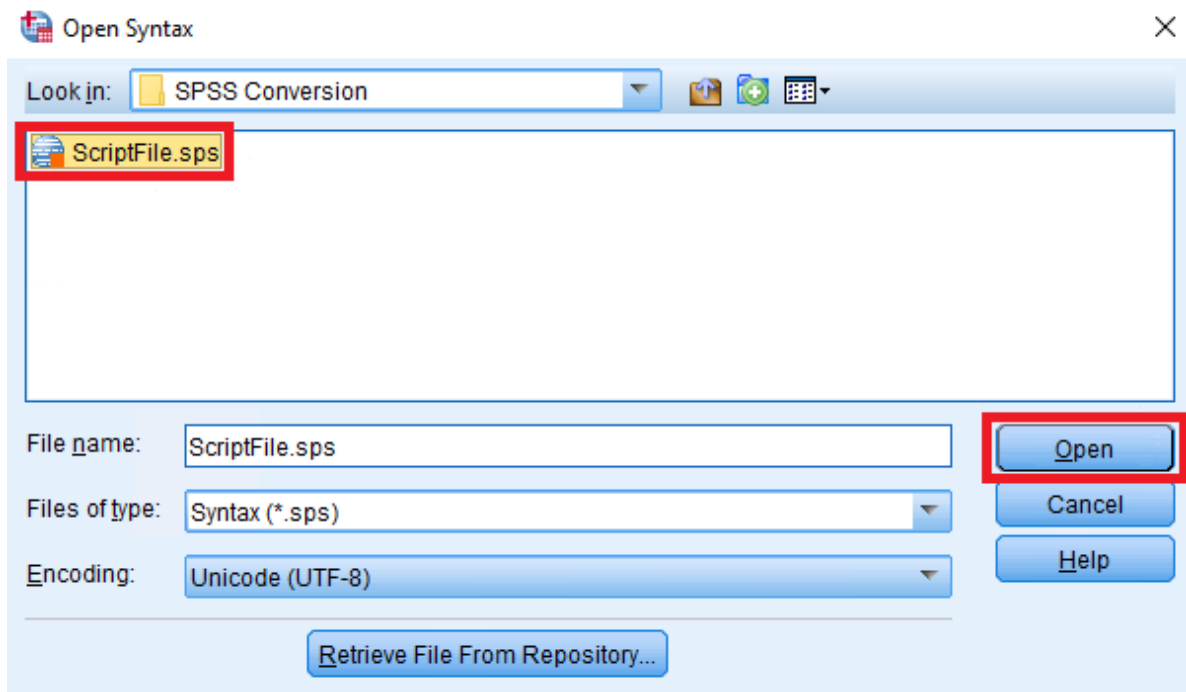 Open Syntax
Look in: SPSS Conversion
ScriptFile.sps
File name: ScriptFile.sps
Open
Files of type: Syntax (*.sps)
Cancel
Encoding: Unicode (UTF-8)
Help
Retrieve File From Repository...